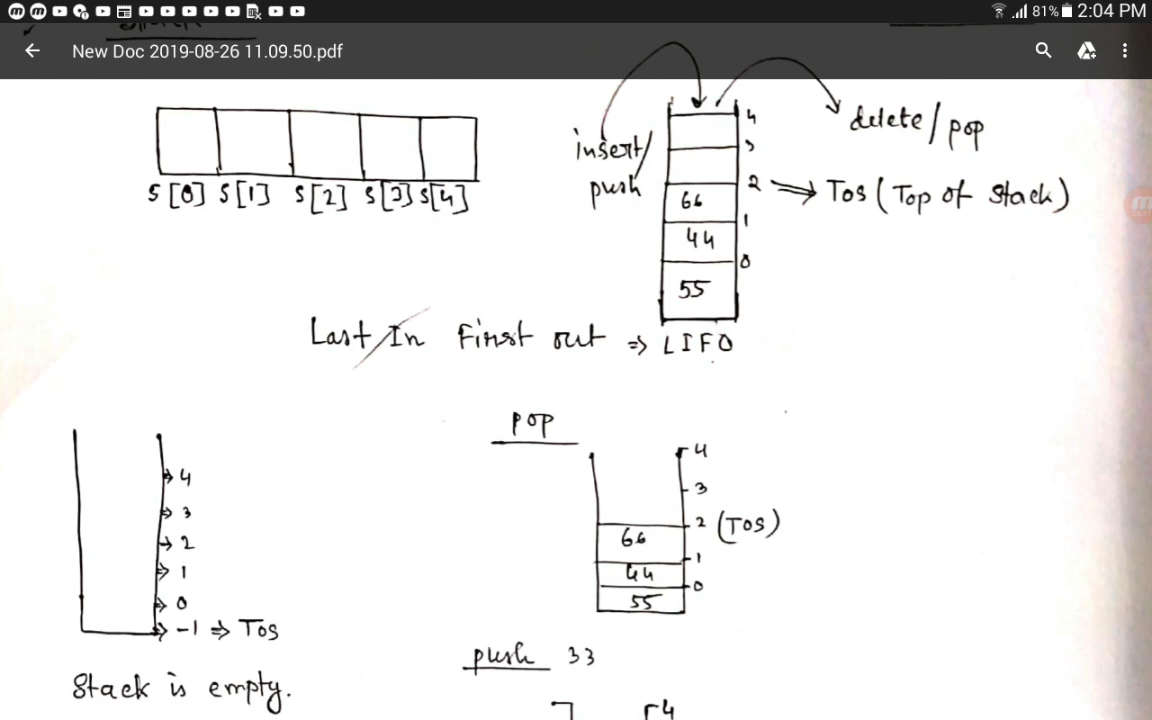 81% 2:04 PM
New Doc 2019-08-26 11.09.50.pdf
S[0] S[1] S[2] S[3] S[4]
insert/
push
delete/pop
4
3
2 => TOS (Top of Stack)
66
1
44
0
55
Last In First out => LIFO
4
3
2
1
0
-1 => TOS
Stack is empty.
pop
4
3
2 (TOS)
66
1
44
0
55
push 33
4